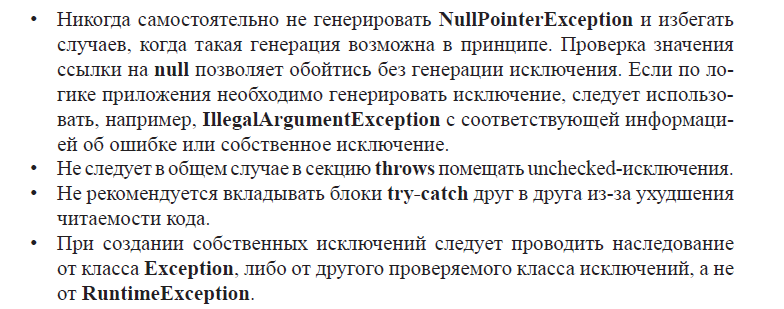 • Никогда самостоятельно не генерировать NullPointerException и избегать
случаев, когда такая генерация возможна в принципе. Проверка значения
ссылки на null позволяет обойтись без генерации исключения. Если по ло-
гике приложения необходимо генерировать исключение, следует использо-
вать, например, IllegalArgumentException с соответствующей информаци-
ей об ошибке или собственное исключение.
• Не следует в общем случае в секцию throws помещать unchecked-исключения.
• Не рекомендуется вкладывать блоки try-catch друг в друга из-за ухудшения
читаемости кода.
• При создании собственных исключений следует проводить наследование
от класса Exception, либо от другого проверяемого класса исключений, а не
от RuntimeException.